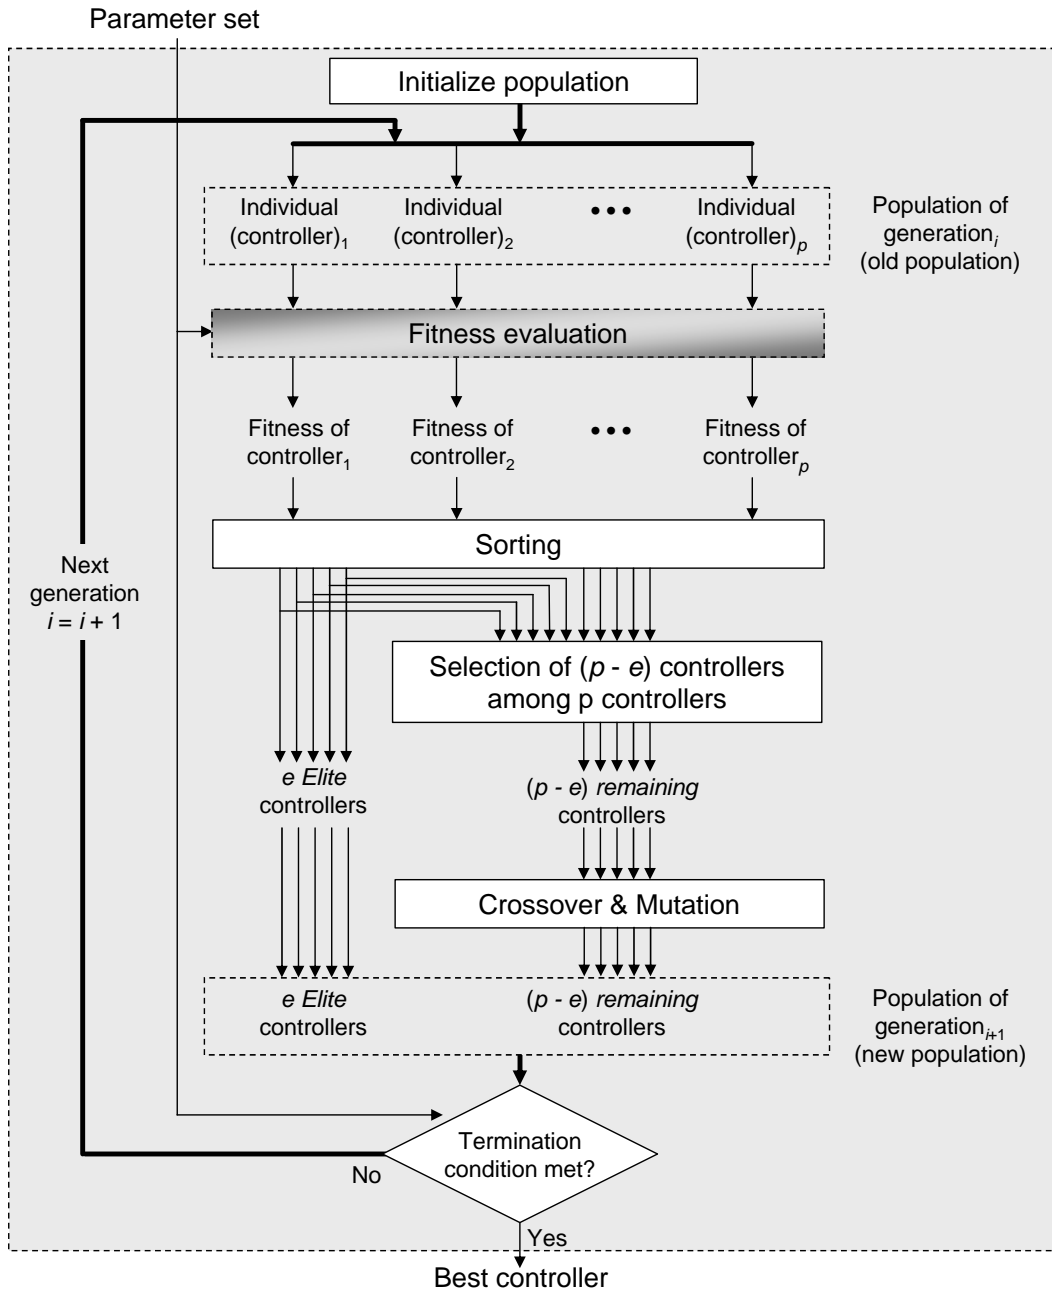 Parameter set
Initialize population
Individual
(controller)1
Individual
(controller)2
•••
Individual
(controller)p
Population of
generationi
(old population)
Fitness evaluation
Fitness of
controller1
Fitness of
controller2
•••
Fitness of
controllerp
Sorting
Next
generation
i = i + 1
Selection of (p - e) controllers
among p controllers
e Elite
controllers
(p - e) remaining
controllers
Crossover & Mutation
e Elite
controllers
(p - e) remaining
controllers
Population of
generationi+1
(new population)
Termination
condition met?
No
Yes
Best controller